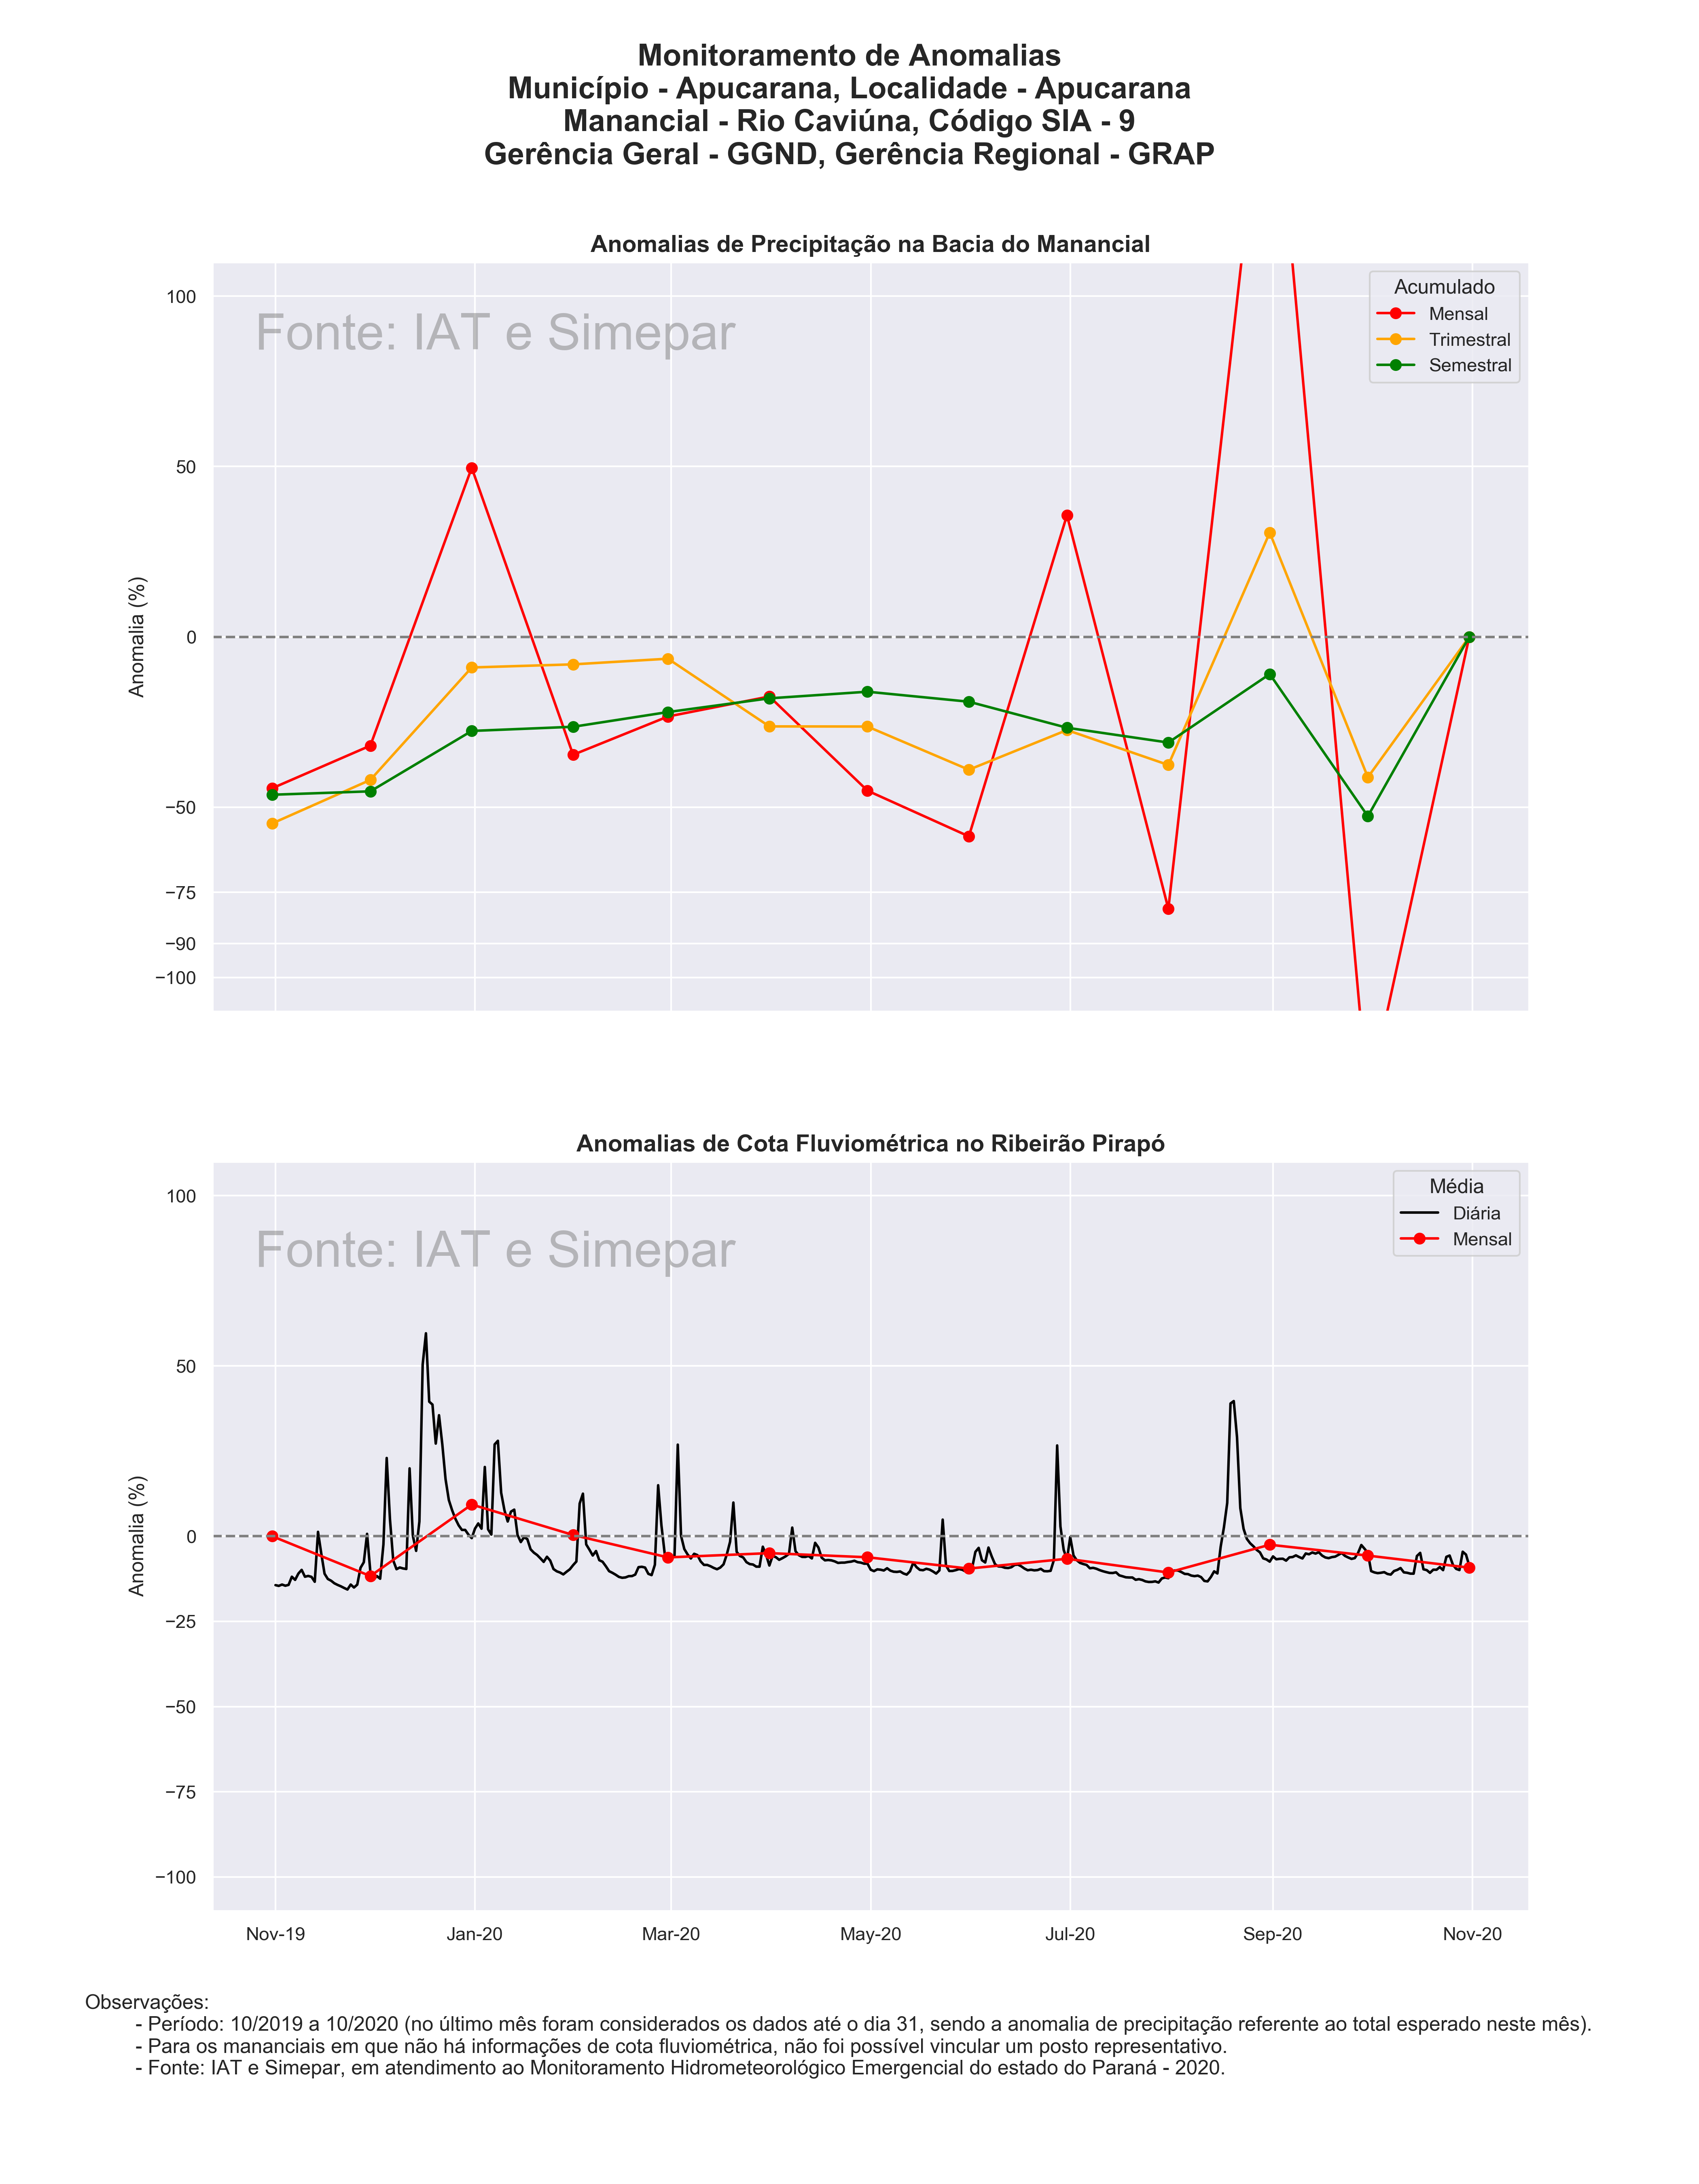 Monitoramento de Anomalias
Município - Apucarana, Localidade - Apucarana
Manancial - Rio Caviúna, Código SIA - 9
Gerência Geral - GGND, Gerência Regional - GRAP
Anomalias de Precipitação na Bacia do Manancial
Fonte: IAT e Simepar
Acumulado
Mensal
Trimestral
Semestral
Anomalia (%)
100
50
0
−50
−75
−90
−100
Anomalias de Cota Fluviométrica no Ribeirão Pirapó
Fonte: IAT e Simepar
Média
Diária
Mensal
Anomalia (%)
100
50
0
−25
−50
−75
−100
Nov-19 Jan-20 Mar-20 May-20 Jul-20 Sep-20 Nov-20
Observações:
- Período: 10/2019 a 10/2020 (no último mês foram considerados os dados até o dia 31, sendo a anomalia de precipitação referente ao total esperado neste mês).
- Para os mananciais em que não há informações de cota fluviométrica, não foi possível vincular um posto representativo.
- Fonte: IAT e Simepar, em atendimento ao Monitoramento Hidrometeorológico Emergencial do estado do Paraná - 2020.